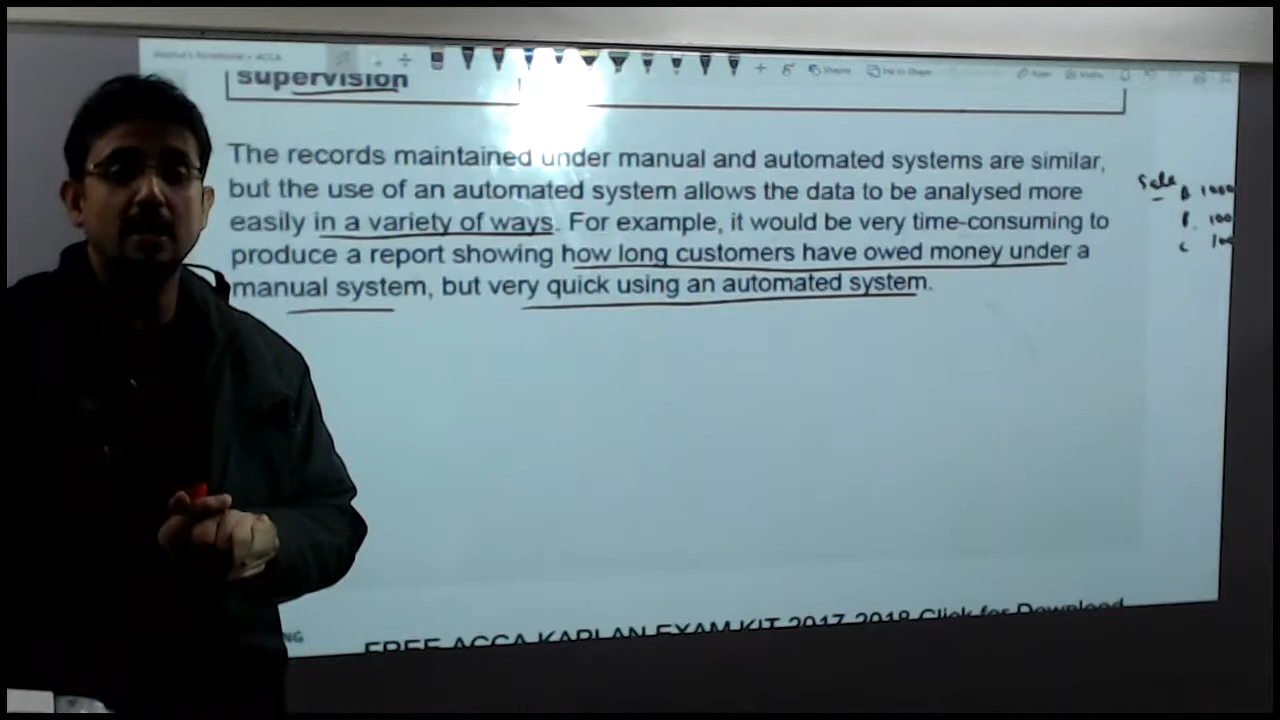 supervision
The records maintained under manual and automated systems are similar,
but the use of an automated system allows the data to be analysed more
easily in a variety of ways. For example, it would be very time-consuming to
produce a report showing how long customers have owed money under a
manual system, but very quick using an automated system.
Sale
1000
100
C
FREE ACCA KAPLAN EXAM KIT 2017-2018 Click for Download